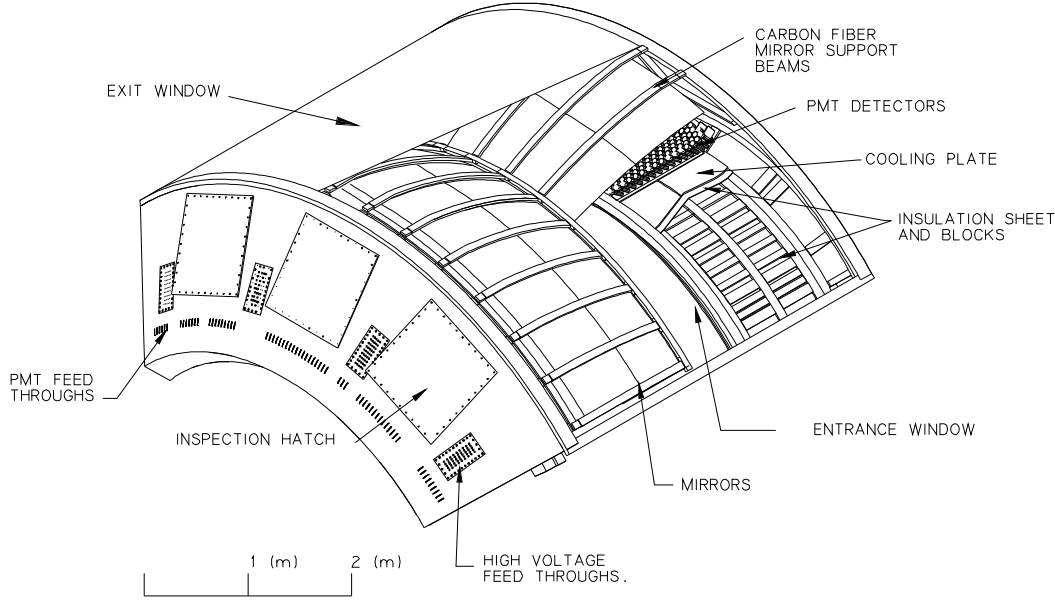 CARBON FIBER
MIRROR SUPPORT
BEAMS
EXIT WINDOW
PMT DETECTORS
COOLING PLATE
INSULATION SHEET
AND BLOCKS
PMT FEED
THROUGHS
INSPECTION HATCH
ENTRANCE WINDOW
MIRRORS
1 (m) 2 (m)
HIGH VOLTAGE
FEED THROUGHS.